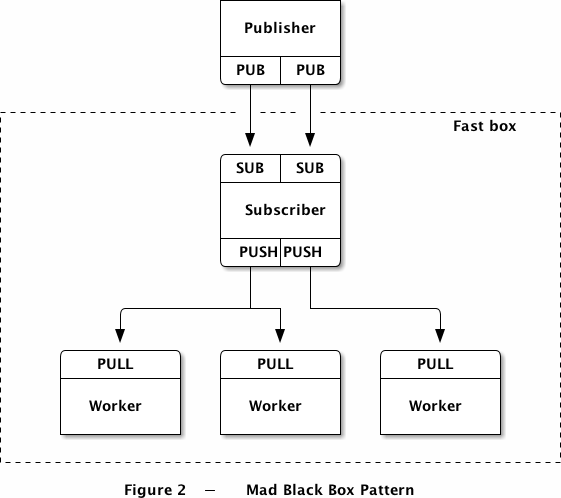 Publisher
PUB PUB
Fast box
SUB SUB
Subscriber
PUSH PUSH
PULL PULL PULL
Worker Worker Worker
Figure 2 — Mad Black Box Pattern